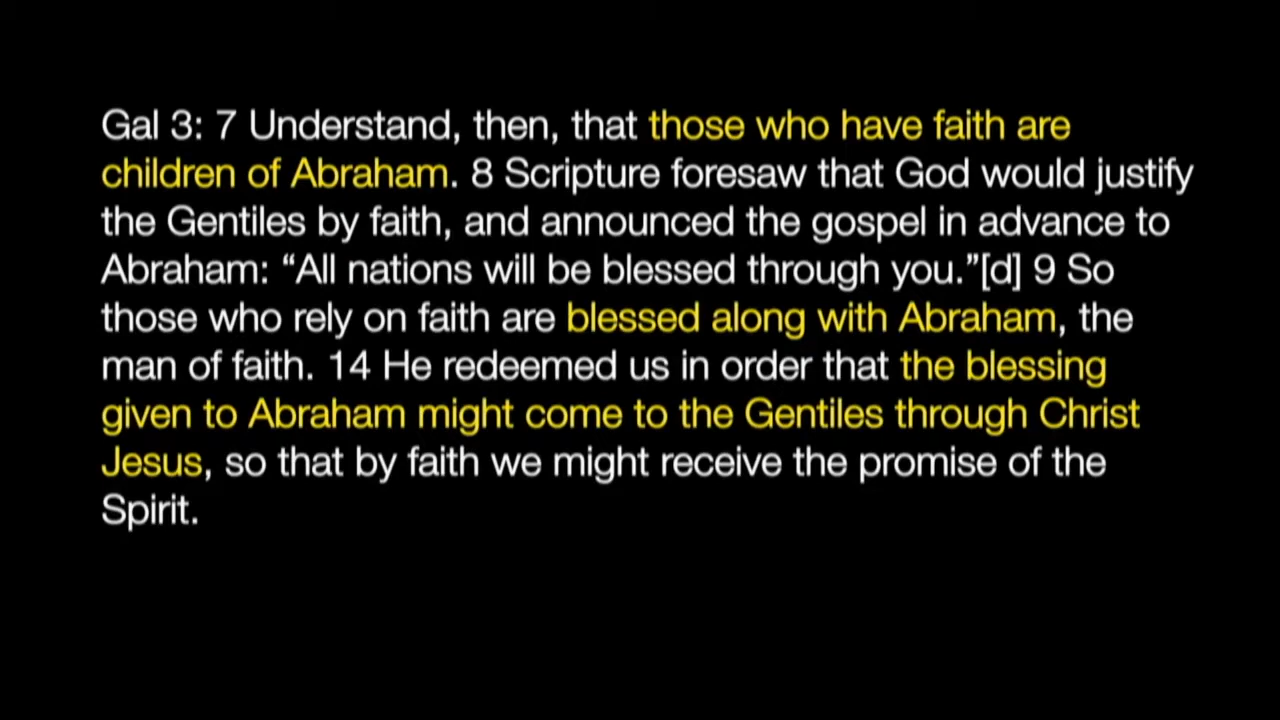 Gal 3: 7 Understand, then, that those who have faith are
children of Abraham. 8 Scripture foresaw that God would justify
the Gentiles by faith, and announced the gospel in advance to
Abraham: “All nations will be blessed through you.”[d] 9 So
those who rely on faith are blessed along with Abraham, the
man of faith. 14 He redeemed us in order that the blessing
given to Abraham might come to the Gentiles through Christ
Jesus, so that by faith we might receive the promise of the
Spirit.